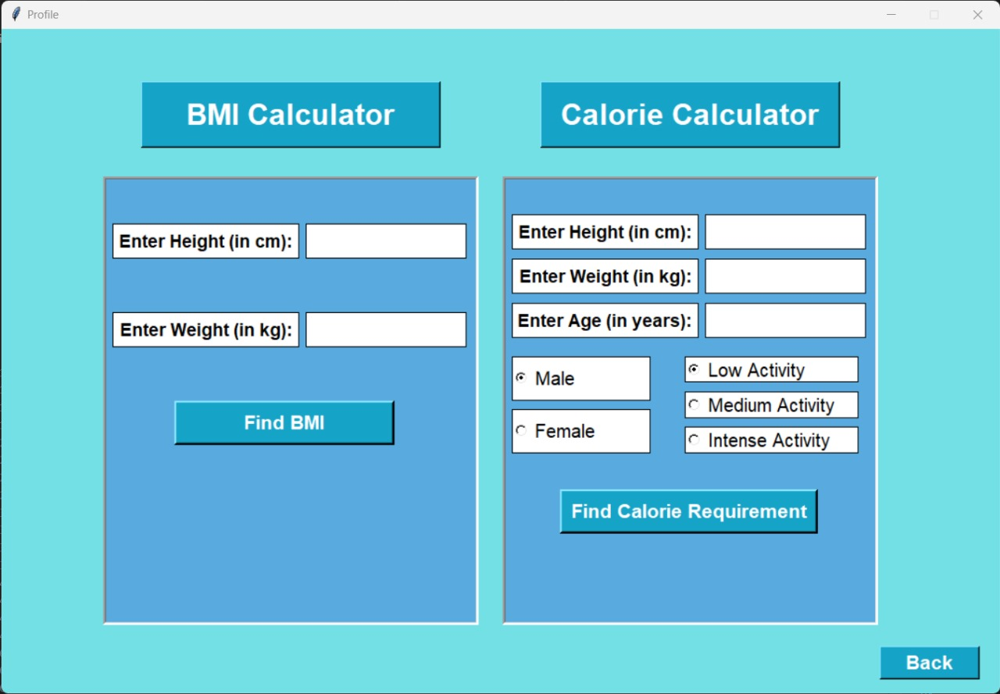 Profile
BMI Calculator
Calorie Calculator
Enter Height (in cm):
Enter Weight (in kg):
Find BMI
Enter Height (in cm):
Enter Weight (in kg):
Enter Age (in years):
Male
Female
Low Activity
Medium Activity
Intense Activity
Find Calorie Requirement
Back